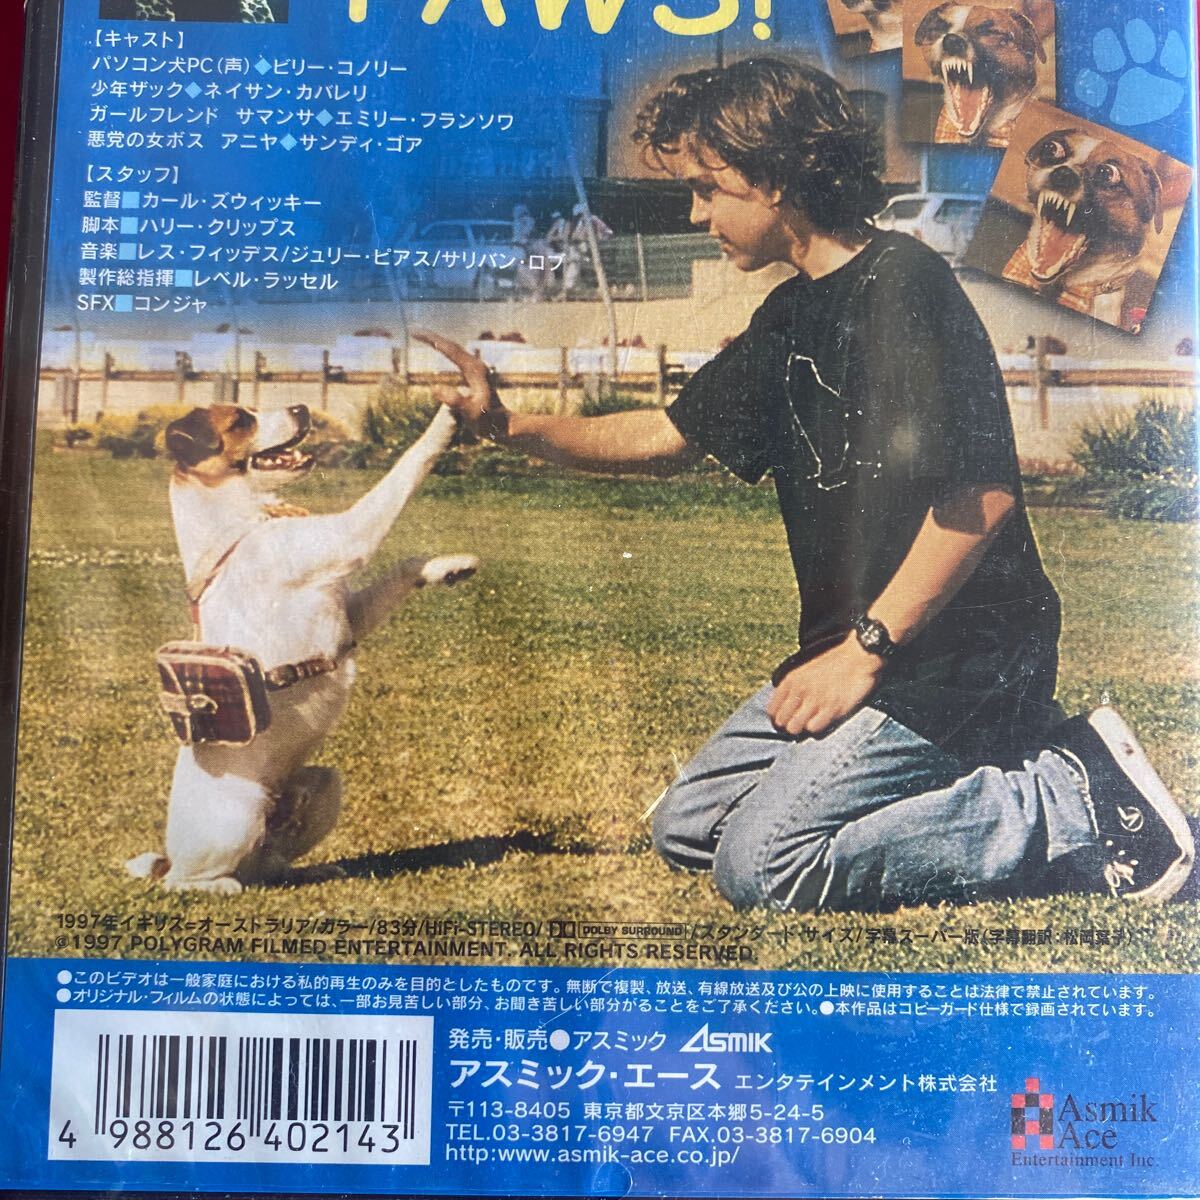 PAWS!
【キャスト】
パソコン犬PC(声)◆ビリー・コノリー
少年ザック◆ネイサン・カバレリ
ガールフレンド サマンサ◆エミリー・フランソワ
悪党の女ボス アニヤ◆サンディ・ゴア
【スタッフ】
監督■カール・ズウィッキー
脚本■ハリー・クリップス
音楽■レス・フィッデス/ジュリー・ピアス/サリバン・ロブ
製作総指揮■レベル・ラッセル
SFX■コンジャ
1997年イギリス=オーストラリア/カラー/83分/HiFi-STEREO/ DOLBY SURROUND /スタンダード・サイズ/字幕スーパー版(字幕翻訳:松岡葉子)
©1997 POLYGRAM FILMED ENTERTAINMENT. ALL RIGHTS RESERVED.
●このビデオは一般家庭における私的再生のみを目的としたものです。無断で複製、放送、有線放送及び公の上映に使用することは法律で禁止されています。
●オリジナル・フィルムの状態によっては、一部お見苦しい部分、お聞き苦しい部分がることをご了承ください。●本作品はコピーガード仕様で録画されています。
発売・販売●アスミック ASMIK
アスミック・エース エンタテインメント株式会社
〒113-8405 東京都文京区本郷5-24-5
TEL.03-3817-6947 FAX.03-3817-6904
http:www.asmik-ace.co.jp/
4 988126 402143
Asmik
Ace
Entertainment Inc.